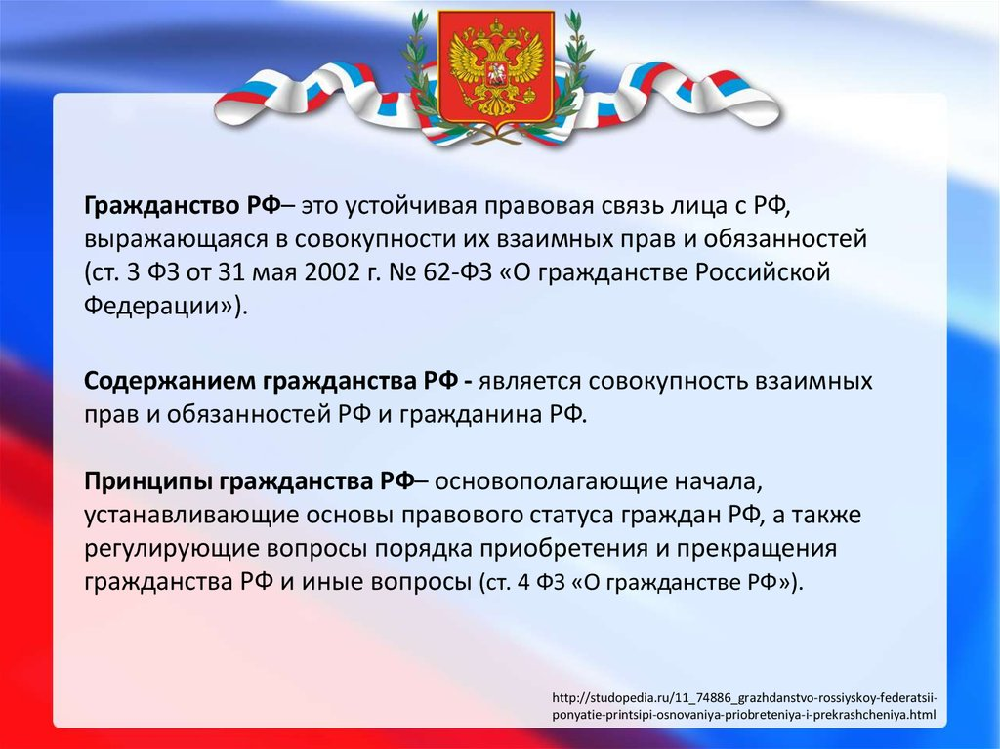 Гражданство РФ– это устойчивая правовая связь лица с РФ,
выражающаяся в совокупности их взаимных прав и обязанностей
(ст. 3 ФЗ от 31 мая 2002 г. № 62-ФЗ «О гражданстве Российской
Федерации»).
Содержанием гражданства РФ - является совокупность взаимных
прав и обязанностей РФ и гражданина РФ.
Принципы гражданства РФ– основополагающие начала,
устанавливающие основы правового статуса граждан РФ, а также
регулирующие вопросы порядка приобретения и прекращения
гражданства РФ и иные вопросы (ст. 4 ФЗ «О гражданстве РФ»).
http://studopedia.ru/11_74886_grazhdanstvo-rossiyskoy-federatsii-
ponyatie-printsipi-osnovaniya-priobreteniya-i-prekrashcheniya.html